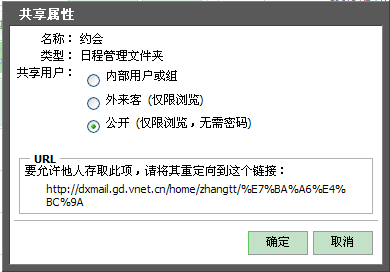 共享属性
名称： 约会
类型： 日程管理文件夹
共享用户： 内部用户或组
外来客 (仅限浏览)
公开 (仅限浏览，无需密码)
URL
要允许他人存取此项，请将其重定向到这个链接：
http://dxmail.gd.vnet.cn/home/zhangtt/%E7%BA%A6%E4%
BC%9A
确定 取消